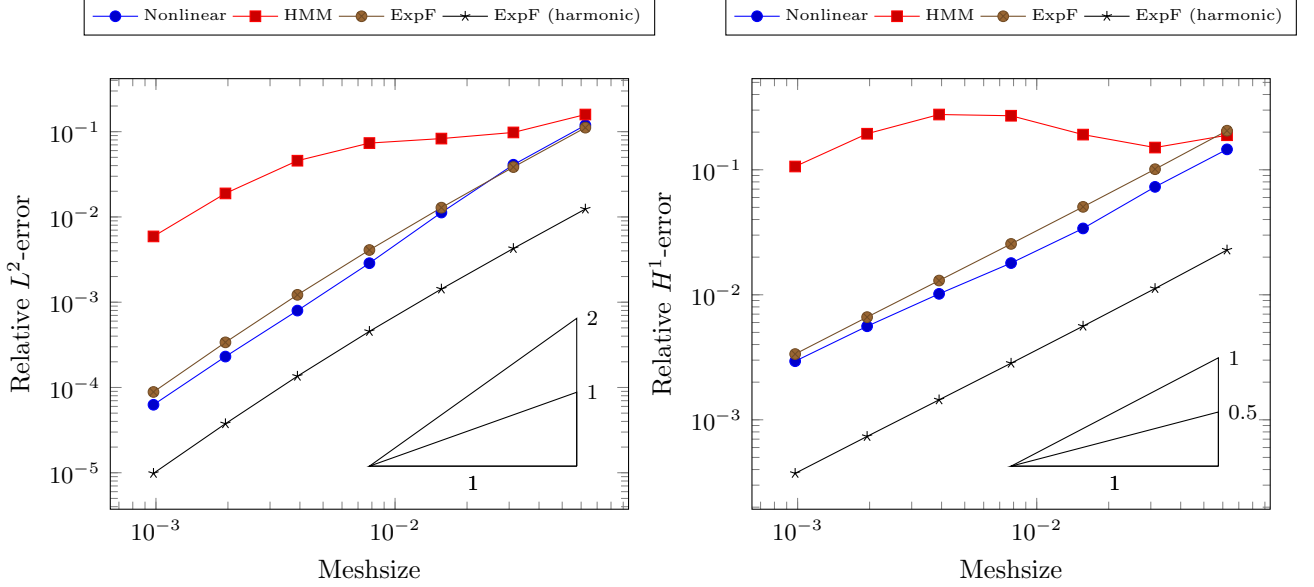 Nonlinear HMM ExpF ExpF (harmonic)
10⁻¹
10⁻²
10⁻³
10⁻⁴
10⁻⁵
Relative L²-error
2
1
1
10⁻³ 10⁻²
Meshsize
Nonlinear HMM ExpF ExpF (harmonic)
10⁻¹
10⁻²
10⁻³
Relative H¹-error
1
0.5
1
10⁻³ 10⁻²
Meshsize